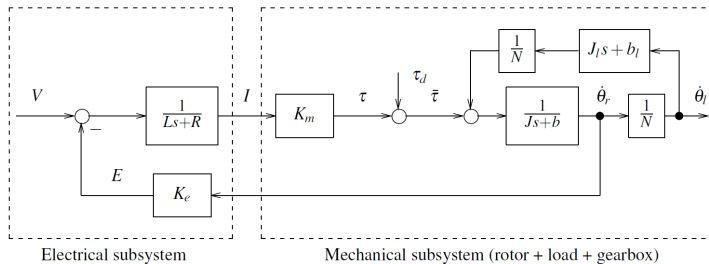 1/N
J_l s + b_l
V
I
τ
τ_d
τ̄
θ̇_r
θ̇_l
−
1/(Ls+R)
K_m
1/(Js+b)
1/N
E
K_e
Electrical subsystem
Mechanical subsystem (rotor + load + gearbox)